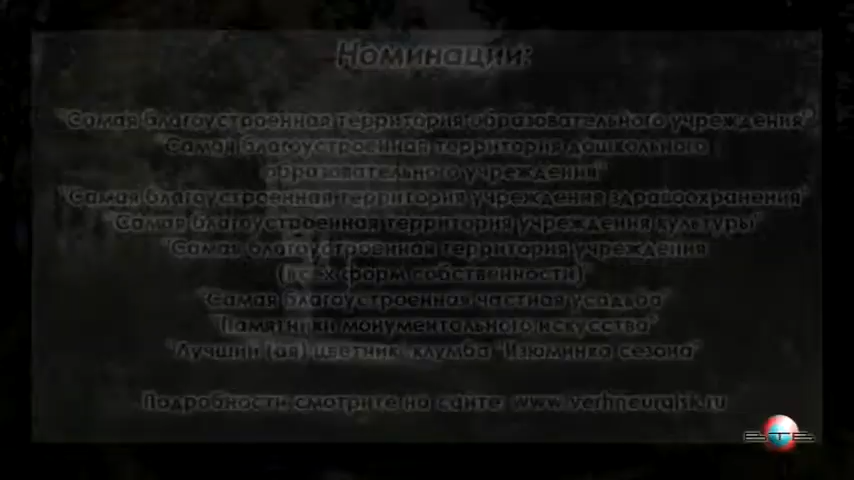 Номинации:
"Самая благоустроенная территория образовательного учреждения"
"Самая благоустроенная территория дошкольного
образовательного учреждения"
"Самая благоустроенная территория учреждения здравоохранения"
"Самая благоустроенная территория учреждения культуры"
"Самая благоустроенная территория учреждения
(всех форм собственности)"
"Самая благоустроенная частная усадьба"
"Памятники монументального искусства"
"Лучший (ая) цветник, клумба "Изюминка сезона"
Подробности смотрите на сайте: www.verhneuralsk.ru